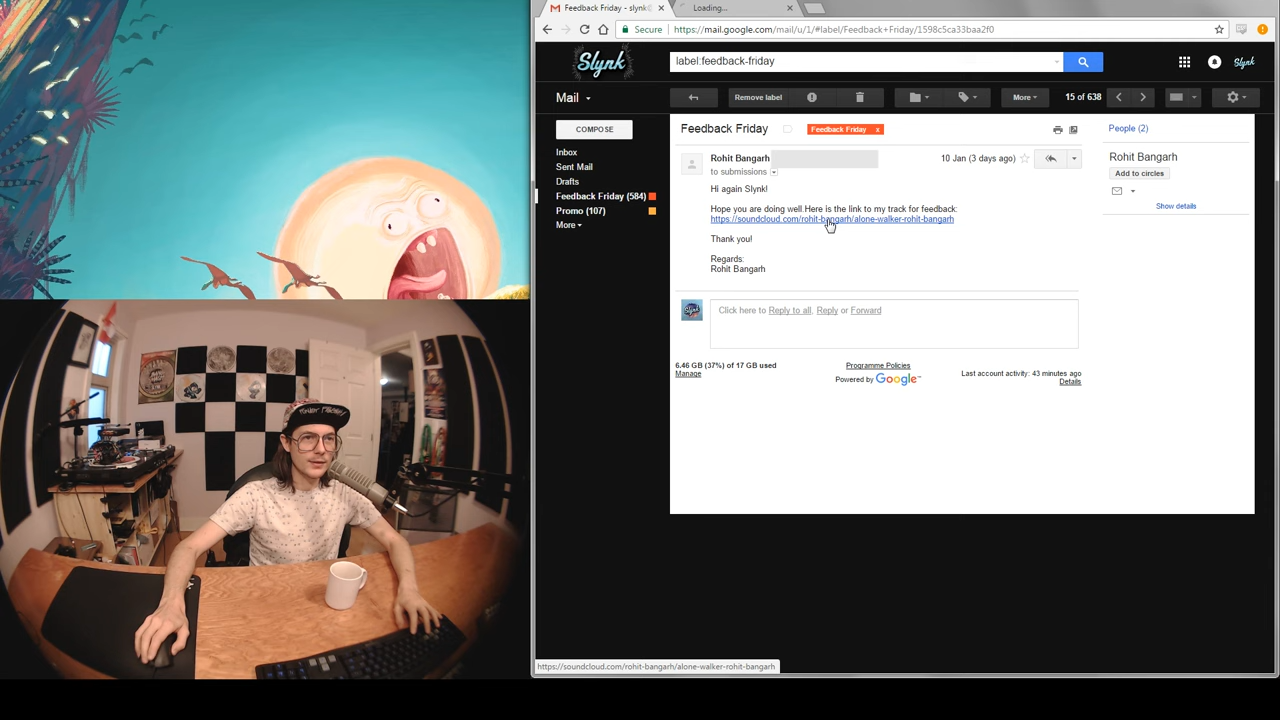 Feedback Friday - slynk@
Loading...
Secure
https://mail.google.com/mail/u/1/#label/Feedback+Friday/1598c5ca33baa2f0
Slynk
label:feedback-friday
Slynk
Mail
Remove label
More
15 of 638
COMPOSE
Inbox
Sent Mail
Drafts
Feedback Friday (584)
Promo (107)
More
Feedback Friday
Feedback Friday x
Rohit Bangarh
10 Jan (3 days ago)
to submissions
Hi again Slynk!
Hope you are doing well.Here is the link to my track for feedback:
https://soundcloud.com/rohit-bangarh/alone-walker-rohit-bangarh
Thank you!
Regards:
Rohit Bangarh
People (2)
Rohit Bangarh
Add to circles
Show details
Click here to Reply to all, Reply or Forward
6.46 GB (37%) of 17 GB used
Manage
Programme Policies
Powered by Google™
Last account activity: 43 minutes ago
Details
https://soundcloud.com/rohit-bangarh/alone-walker-rohit-bangarh